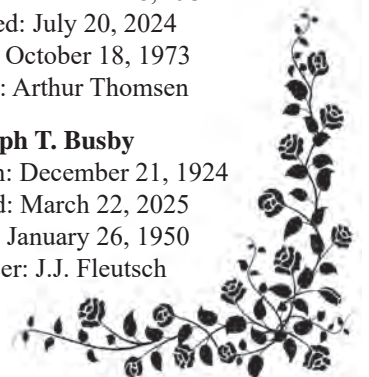 ed: July 20, 2024
October 18, 1973
: Arthur Thomsen
ph T. Busby
n: December 21, 1924
d: March 22, 2025
January 26, 1950
er: J.J. Fleutsch